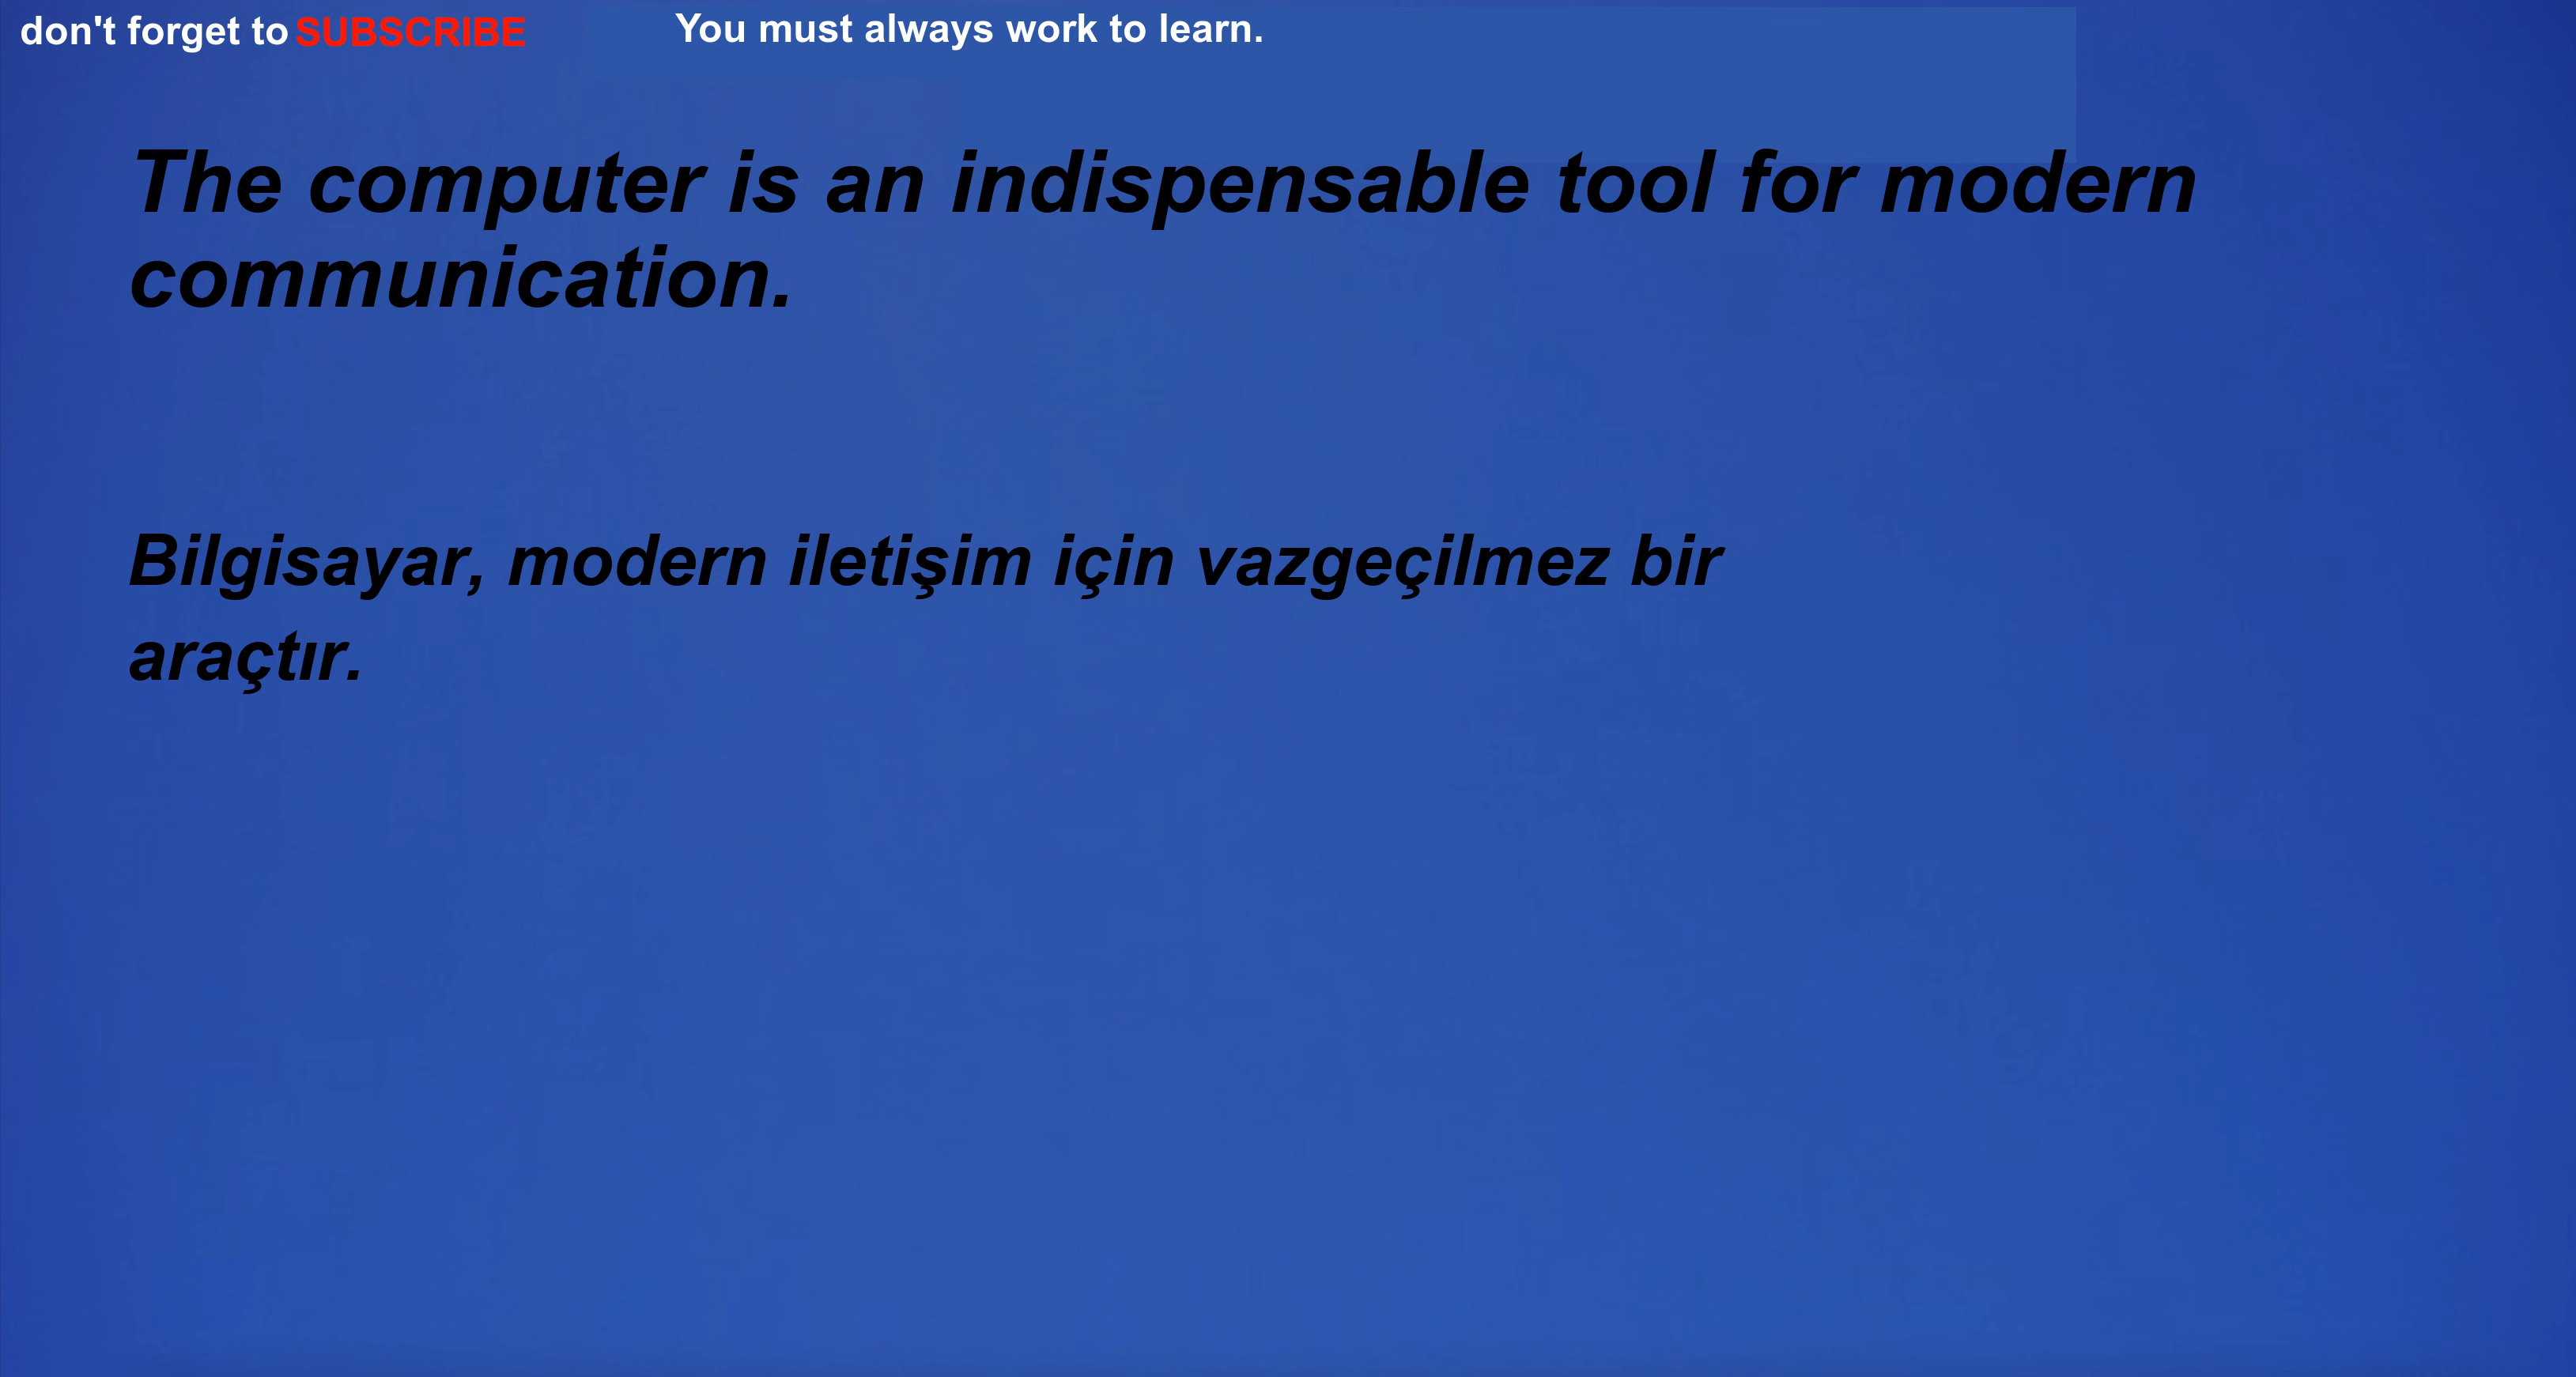 don't forget to SUBSCRIBE
You must always work to learn.
The computer is an indispensable tool for modern
communication.
Bilgisayar, modern iletişim için vazgeçilmez bir
araçtır.